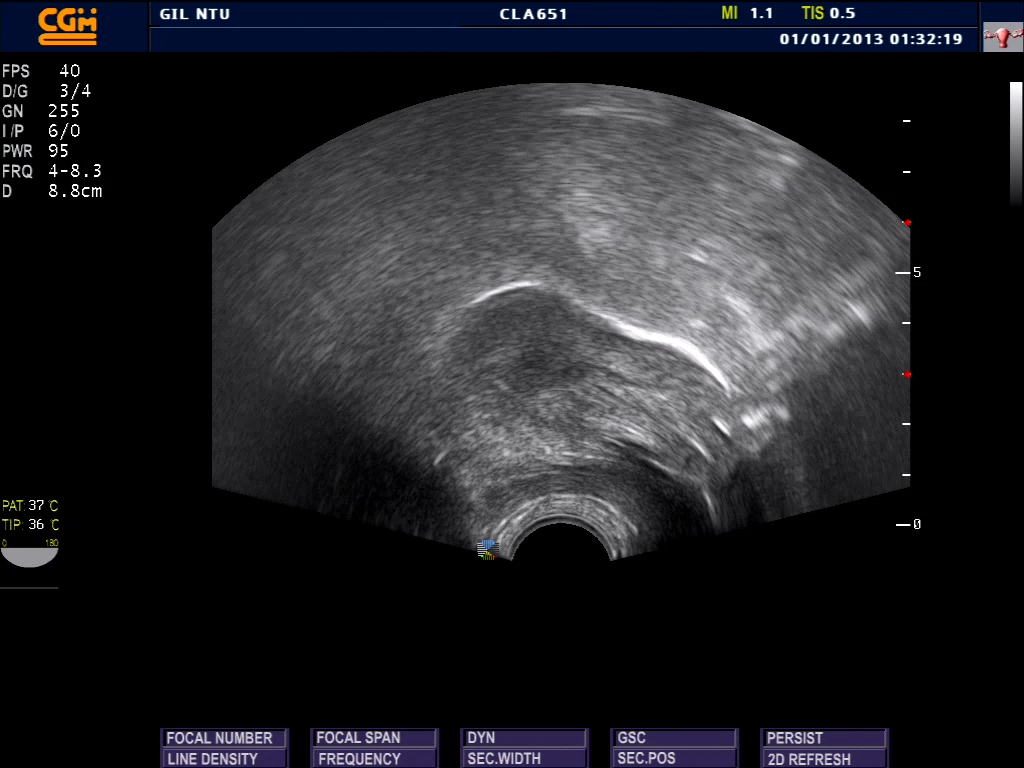 CGM
GIL NTU
CLA651
MI 1.1 TIS 0.5
01/01/2013 01:32:19
FPS 40
D/G 3/4
GN 255
I/P 6/0
PWR 95
FRQ 4-8.3
D 8.8cm
5
PAT: 37 °C
TIP: 36 °C
0 180
0
FOCAL NUMBER
LINE DENSITY
FOCAL SPAN
FREQUENCY
DYN
SEC.WIDTH
GSC
SEC.POS
PERSIST
2D REFRESH